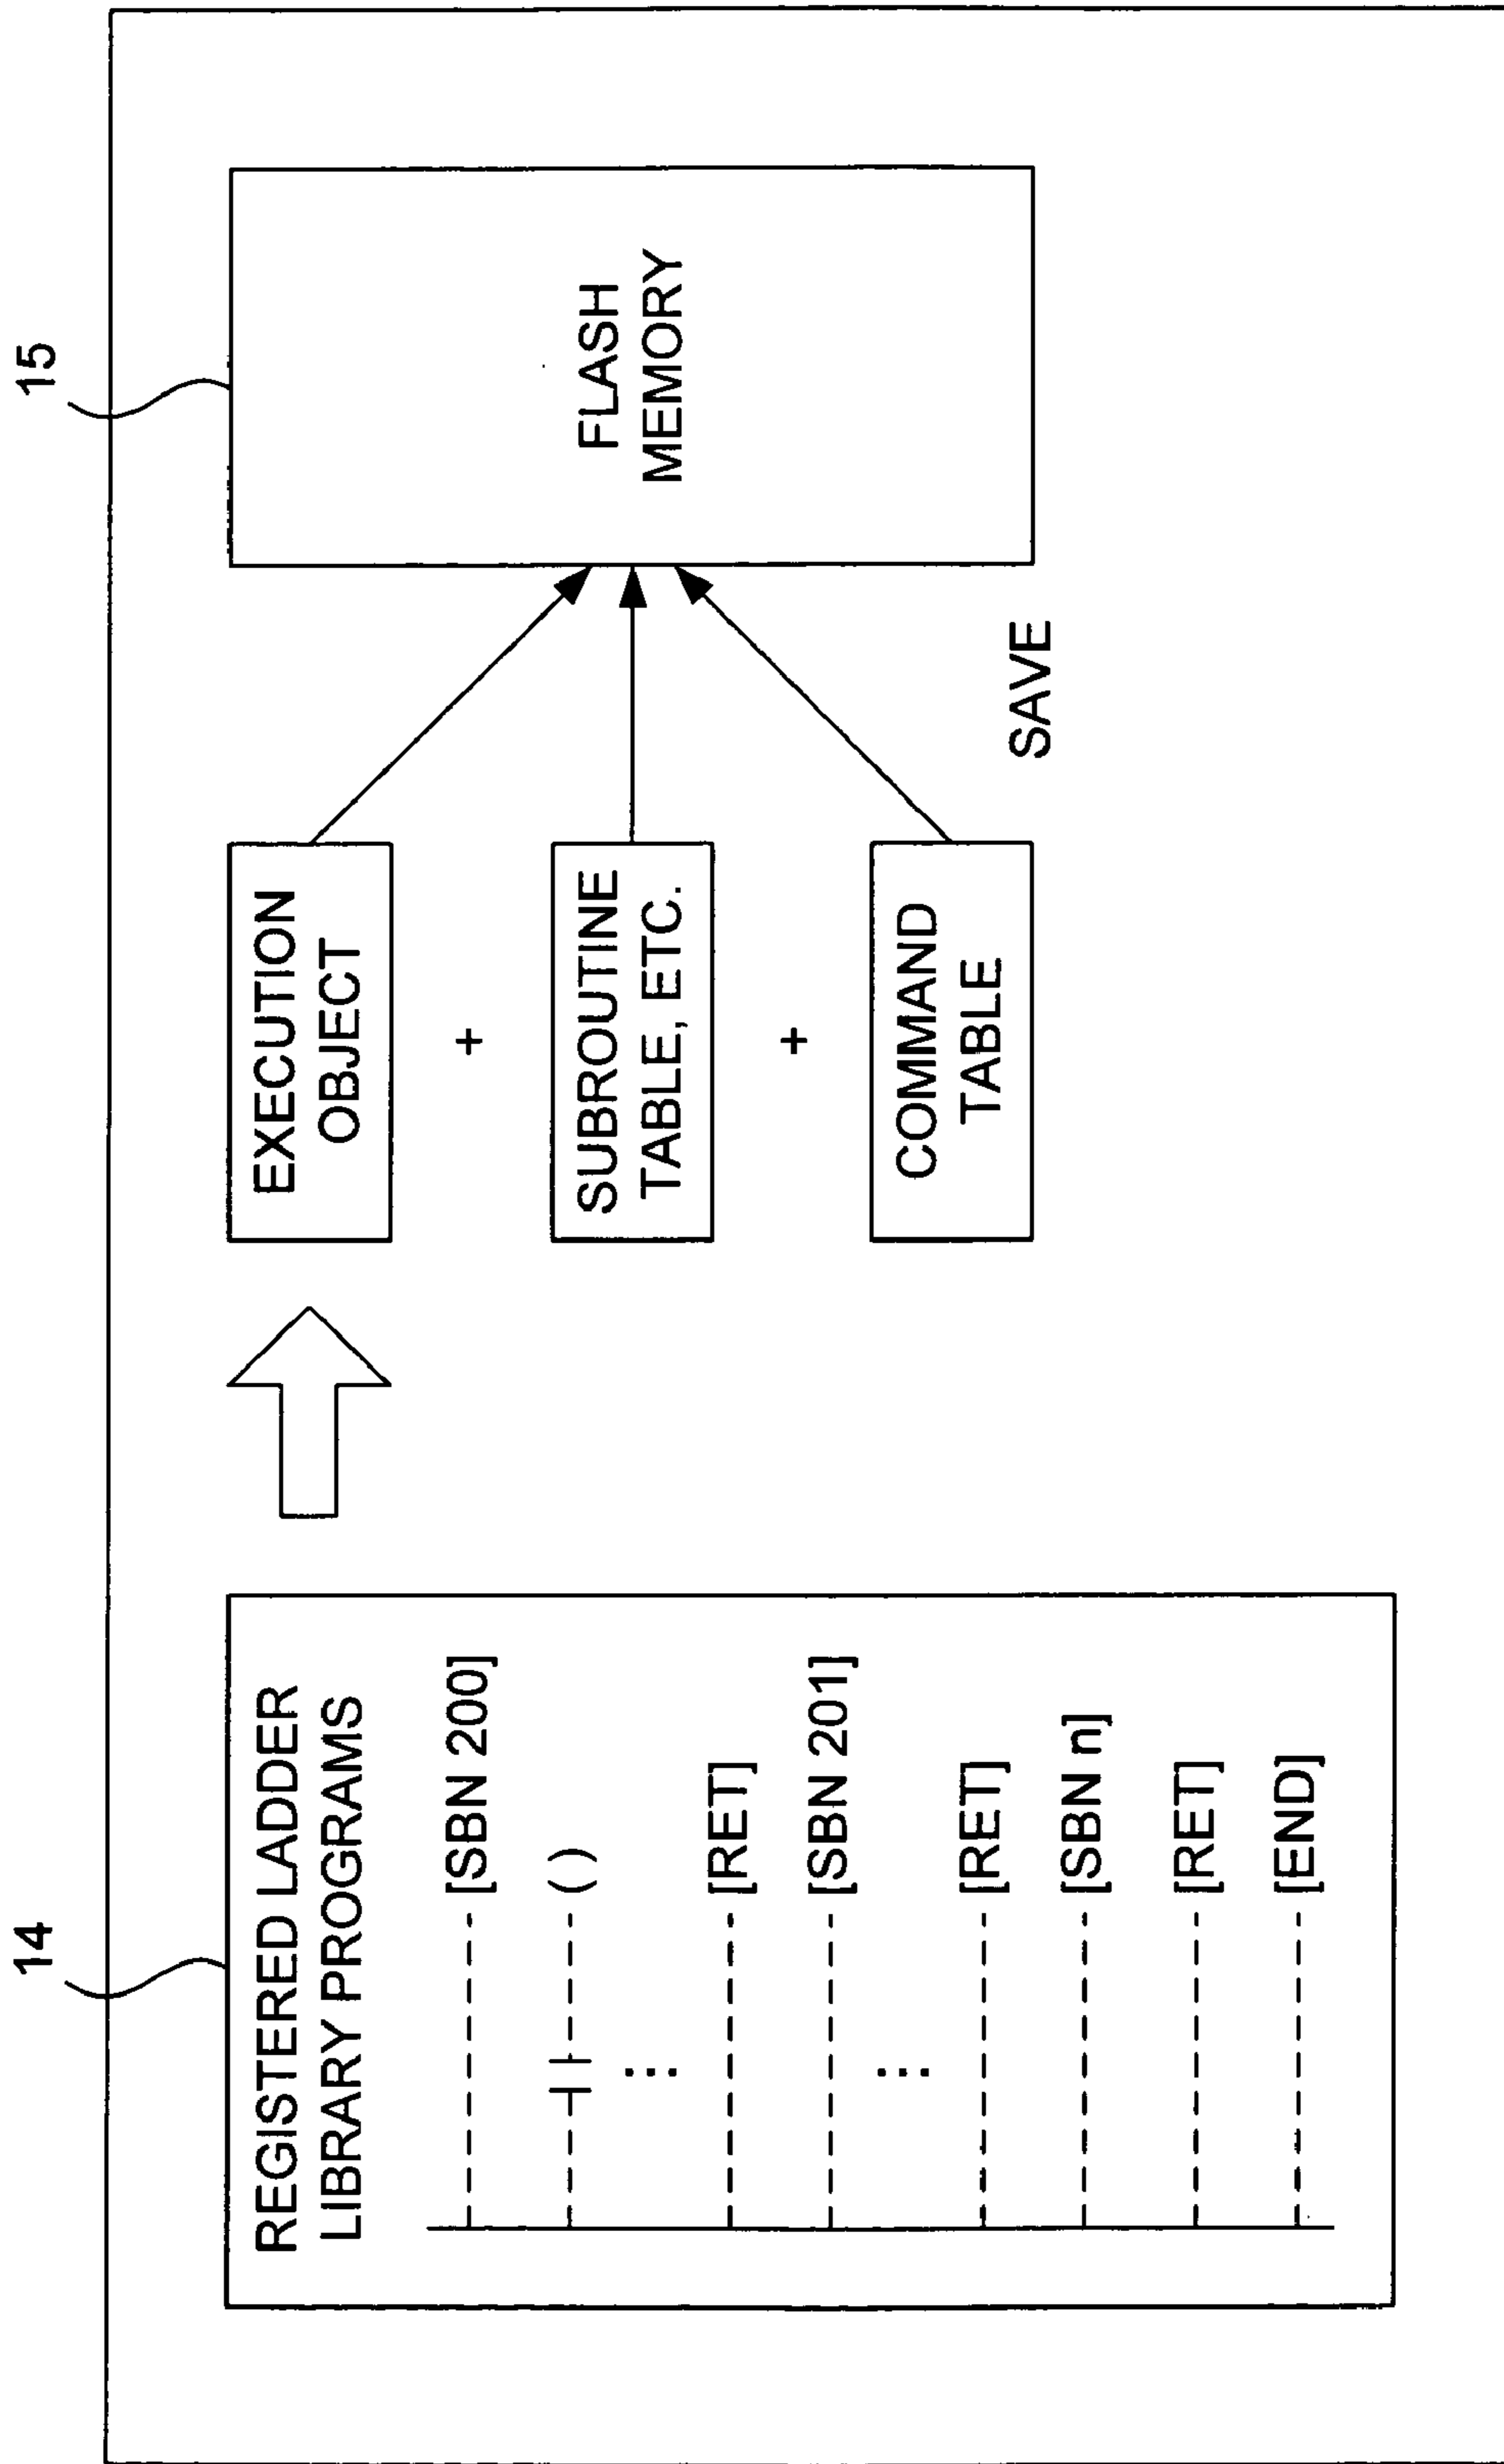 14
REGISTERED LADDER
LIBRARY PROGRAMS
[SBN 200]
( )
⋮
[RET]
[SBN 201]
⋮
[RET]
[SBN n]
[RET]
[END]
EXECUTION
OBJECT
+
SUBROUTINE
TABLE, ETC.
+
COMMAND
TABLE
SAVE
15
FLASH
MEMORY